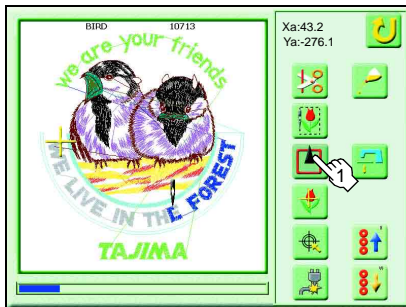 BIRD 10713
Xa:43.2
Ya:-276.1
we are your friends
WE LIVE IN THE FOREST
TAJIMA
1